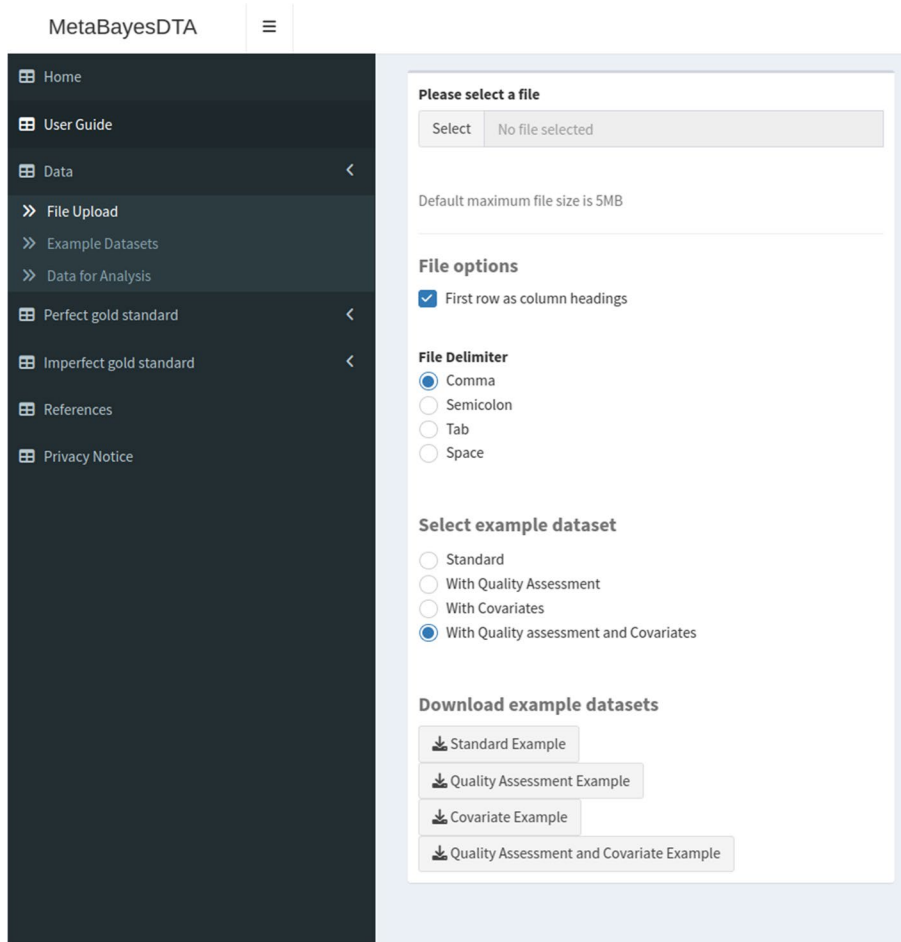 MetaBayesDTA
Home
User Guide
Data
File Upload
Example Datasets
Data for Analysis
Perfect gold standard
Imperfect gold standard
References
Privacy Notice
Please select a file
Select No file selected
Default maximum file size is 5MB
File options
First row as column headings
File Delimiter
Comma
Semicolon
Tab
Space
Select example dataset
Standard
With Quality Assessment
With Covariates
With Quality assessment and Covariates
Download example datasets
Standard Example
Quality Assessment Example
Covariate Example
Quality Assessment and Covariate Example